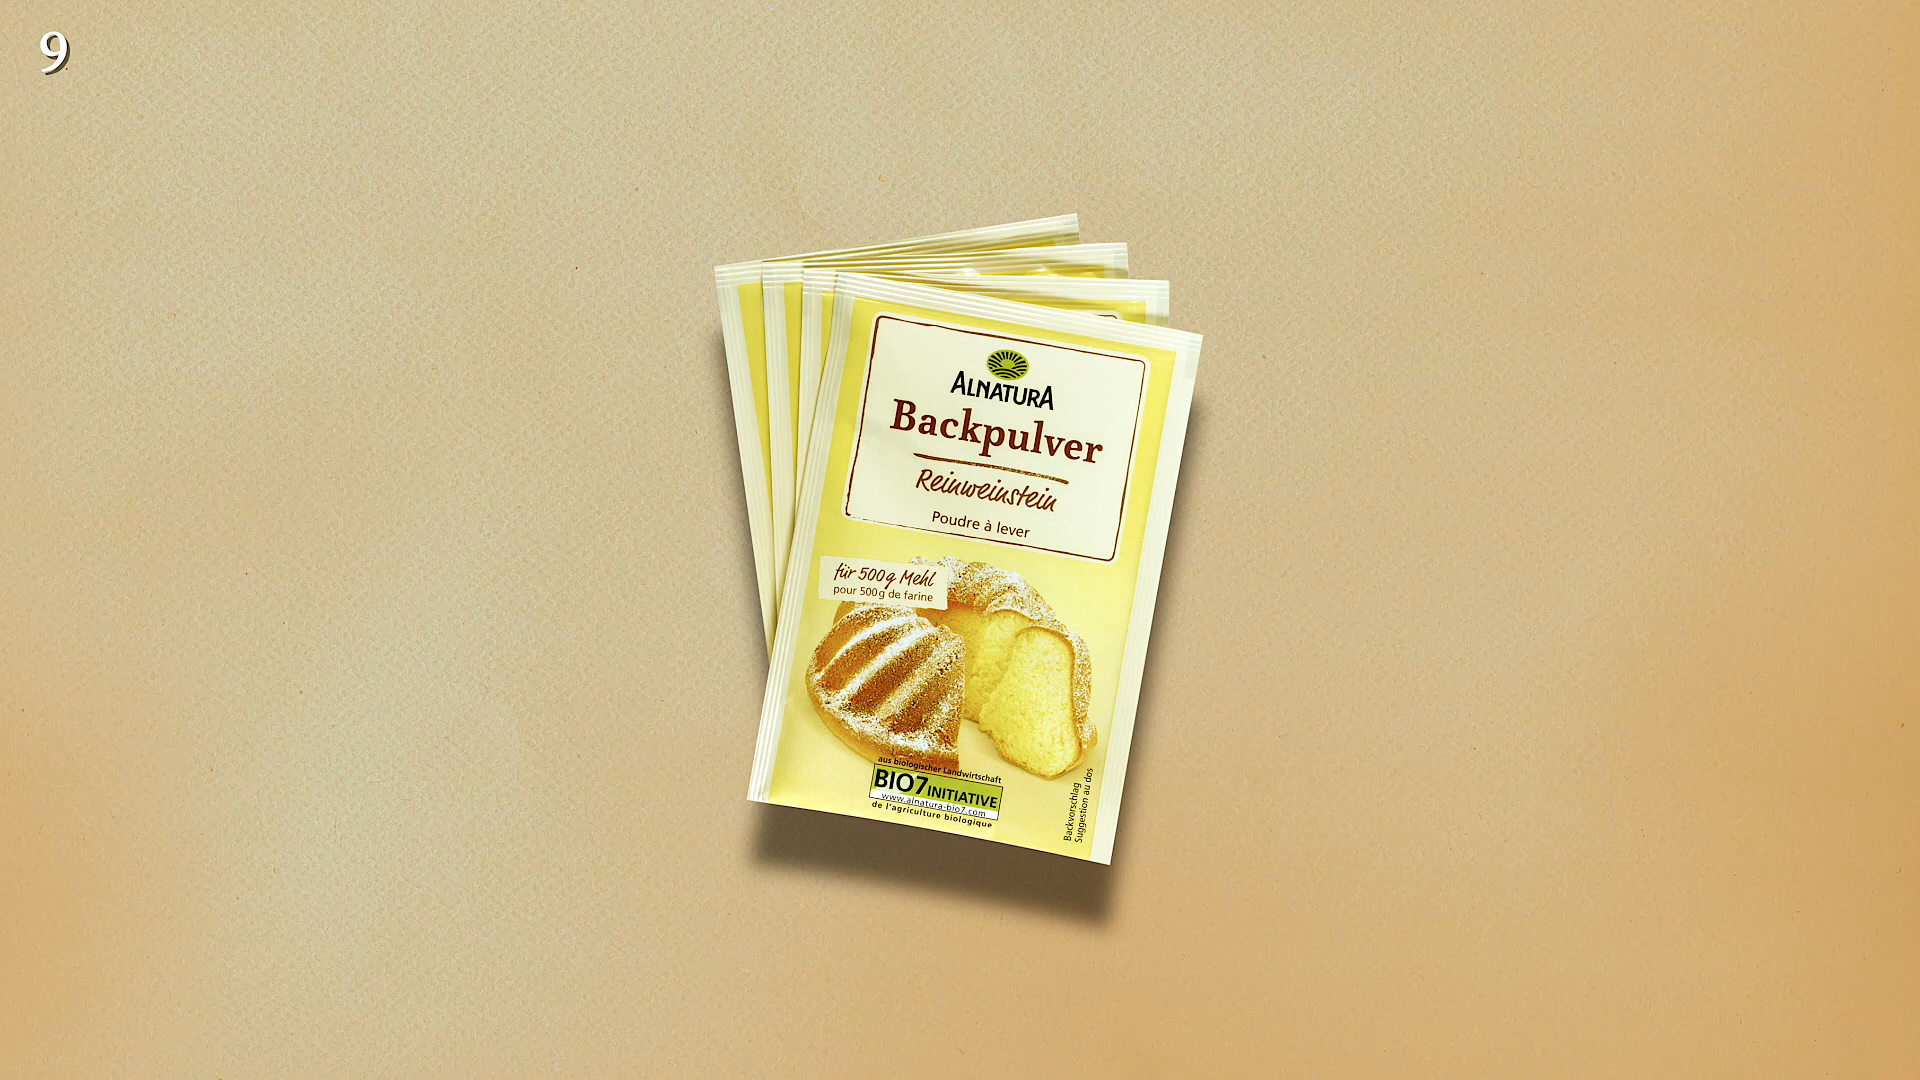 9
ALNATURA
Backpulver
Reinweinstein
Poudre à lever
für 500g Mehl
pour 500g de farine
aus biologischer Landwirtschaft
BIO7 INITIATIVE
www.alnatura-bio7.com
de l'agriculture biologique
Backvorschlag
Suggestion au dos